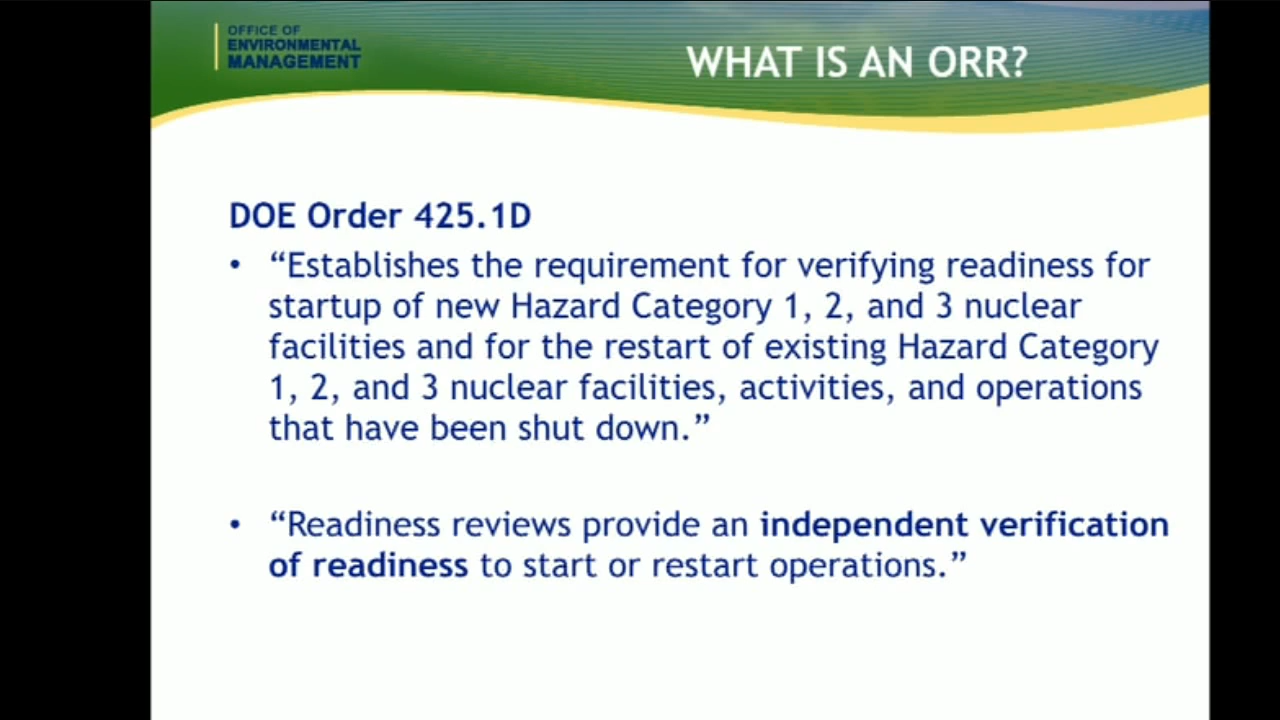 OFFICE OF
ENVIRONMENTAL
MANAGEMENT
WHAT IS AN ORR?
DOE Order 425.1D
• “Establishes the requirement for verifying readiness for
startup of new Hazard Category 1, 2, and 3 nuclear
facilities and for the restart of existing Hazard Category
1, 2, and 3 nuclear facilities, activities, and operations
that have been shut down.”
• “Readiness reviews provide an independent verification
of readiness to start or restart operations.”